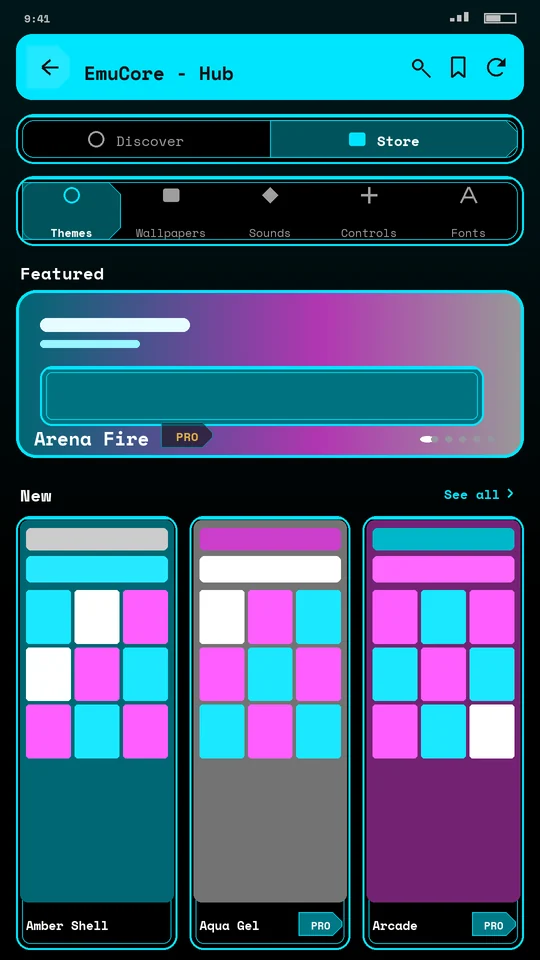 9:41
EmuCore - Hub
Discover
Store
Themes
Wallpapers
Sounds
Controls
Fonts
Featured
Arena Fire
PRO
New
See all
Amber Shell
Aqua Gel
PRO
Arcade
PRO